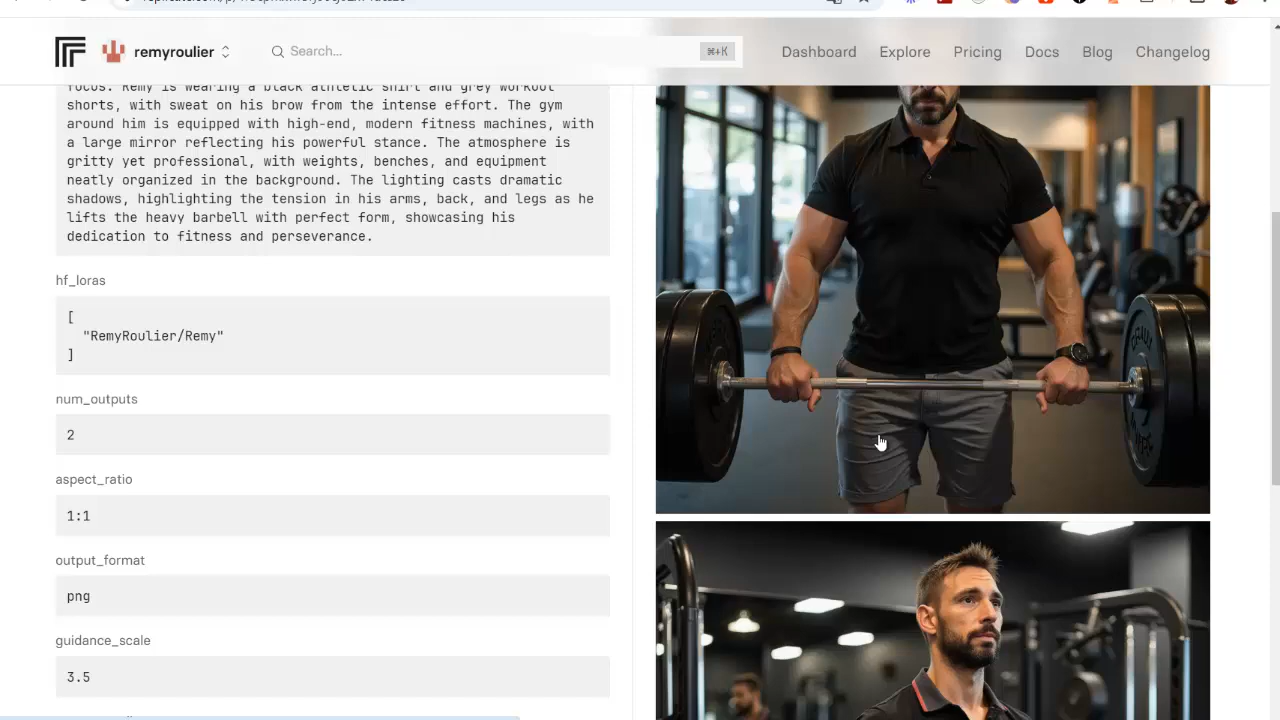 remyroulier
Search...
⌘+K
Dashboard
Explore
Pricing
Docs
Blog
Changelog
focus. Remy is wearing a black athletic shirt and grey workout
shorts, with sweat on his brow from the intense effort. The gym
around him is equipped with high-end, modern fitness machines, with
a large mirror reflecting his powerful stance. The atmosphere is
gritty yet professional, with weights, benches, and equipment
neatly organized in the background. The lighting casts dramatic
shadows, highlighting the tension in his arms, back, and legs as he
lifts the heavy barbell with perfect form, showcasing his
dedication to fitness and perseverance.
hf_loras
[
"RemyRoulier/Remy"
]
num_outputs
2
aspect_ratio
1:1
output_format
png
guidance_scale
3.5